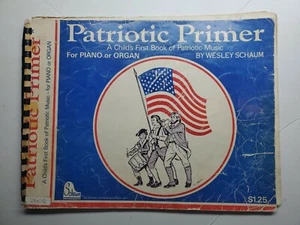 Patriotic Primer
A Child's First Book of Patriotic Music
For PIANO or ORGAN
BY WESLEY SCHAUM
$1.25
Patriotic Primer
A Child's First Book of Patriotic Music - for PIANO or ORGAN